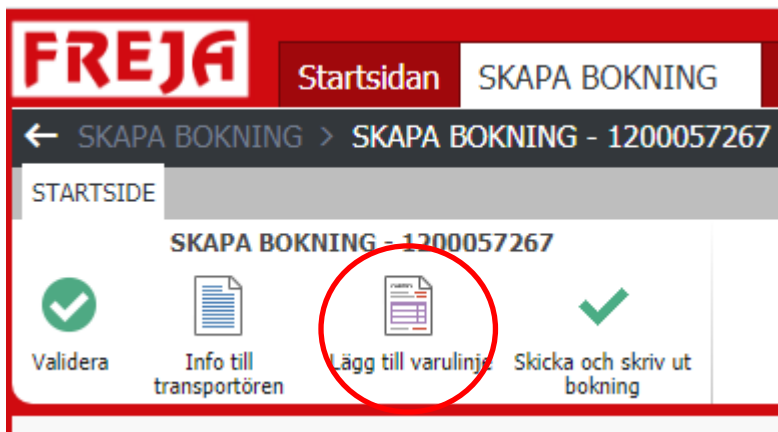 FREJA
Startsidan SKAPA BOKNING
← SKAPA BOKNING > SKAPA BOKNING - 1200057267
STARTSIDE
SKAPA BOKNING - 1200057267
Validera Info till Lägg till varulinje Skicka och skriv ut
transportören bokning